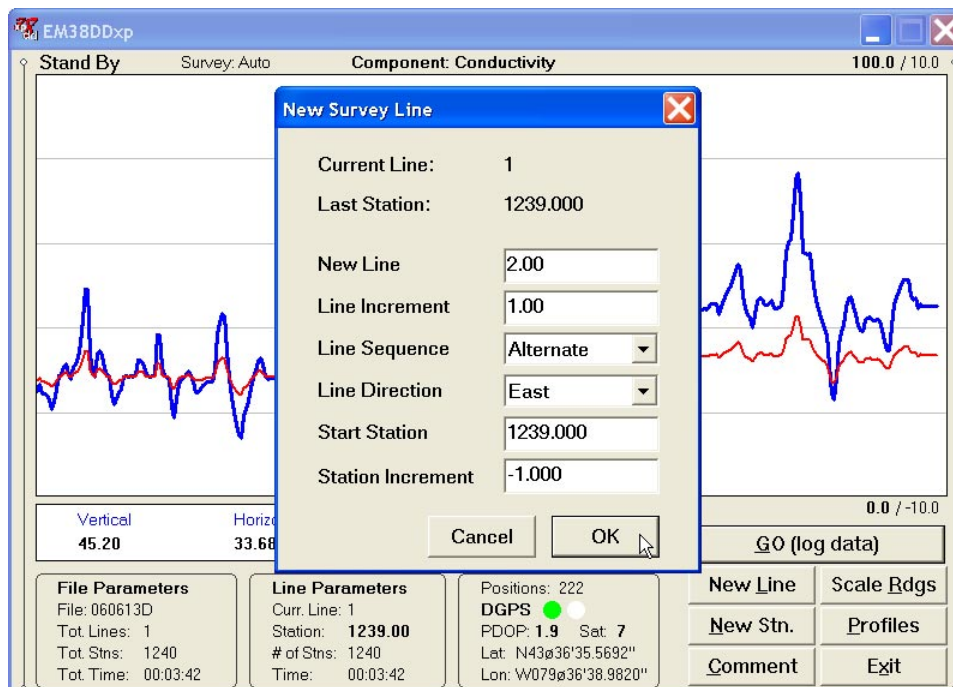 EM38DDxp
Stand By Survey: Auto Component: Conductivity 100.0 / 10.0
New Survey Line
Current Line: 1
Last Station: 1239.000
New Line 2.00
Line Increment 1.00
Line Sequence Alternate
Line Direction East
Start Station 1239.000
Station Increment -1.000
Cancel OK
0.0 / -10.0
Vertical
45.20
33.68
GO (log data)
New Line Scale Rdgs
New Stn. Profiles
Comment Exit
File Parameters
File: 060613D
Tot. Lines: 1
Tot. Stns: 1240
Tot. Time: 00:03:42
Line Parameters
Curr. Line: 1
Station: 1239.00
# of Stns: 1240
Time: 00:03:42
Positions: 222
DGPS
PDOP: 1.9 Sat: 7
Lat: N43ø36'35.5692"
Lon: W079ø36'38.9820"